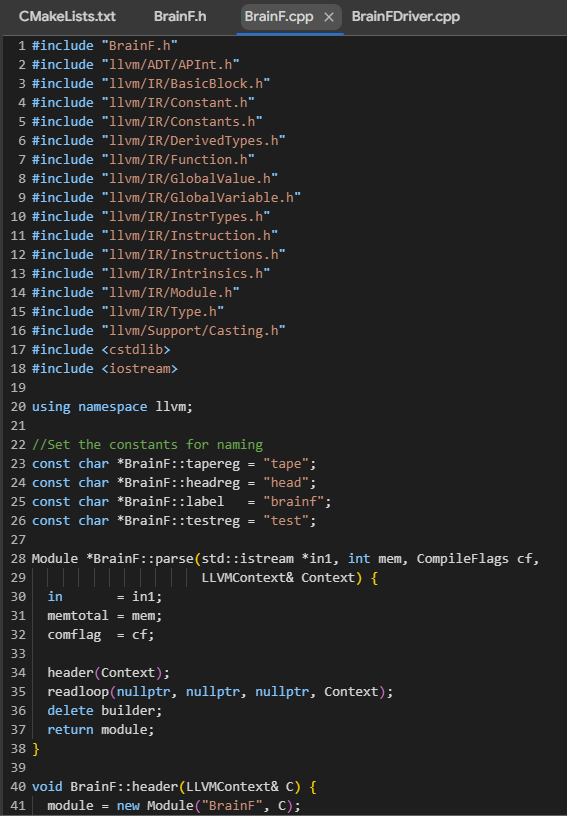 CMakeLists.txt BrainF.h BrainF.cpp × BrainFDriver.cpp
1 #include "BrainF.h"
2 #include "llvm/ADT/APInt.h"
3 #include "llvm/IR/BasicBlock.h"
4 #include "llvm/IR/Constant.h"
5 #include "llvm/IR/Constants.h"
6 #include "llvm/IR/DerivedTypes.h"
7 #include "llvm/IR/Function.h"
8 #include "llvm/IR/GlobalValue.h"
9 #include "llvm/IR/GlobalVariable.h"
10 #include "llvm/IR/InstrTypes.h"
11 #include "llvm/IR/Instruction.h"
12 #include "llvm/IR/Instructions.h"
13 #include "llvm/IR/Intrinsics.h"
14 #include "llvm/IR/Module.h"
15 #include "llvm/IR/Type.h"
16 #include "llvm/Support/Casting.h"
17 #include <cstdlib>
18 #include <iostream>
19
20 using namespace llvm;
21
22 //Set the constants for naming
23 const char *BrainF::tapereg = "tape";
24 const char *BrainF::headreg = "head";
25 const char *BrainF::label   = "brainf";
26 const char *BrainF::testreg = "test";
27
28 Module *BrainF::parse(std::istream *in1, int mem, CompileFlags cf,
29                       LLVMContext& Context) {
30   in       = in1;
31   memtotal = mem;
32   comflag  = cf;
33
34   header(Context);
35   readloop(nullptr, nullptr, nullptr, Context);
36   delete builder;
37   return module;
38 }
39
40 void BrainF::header(LLVMContext& C) {
41   module = new Module("BrainF", C);